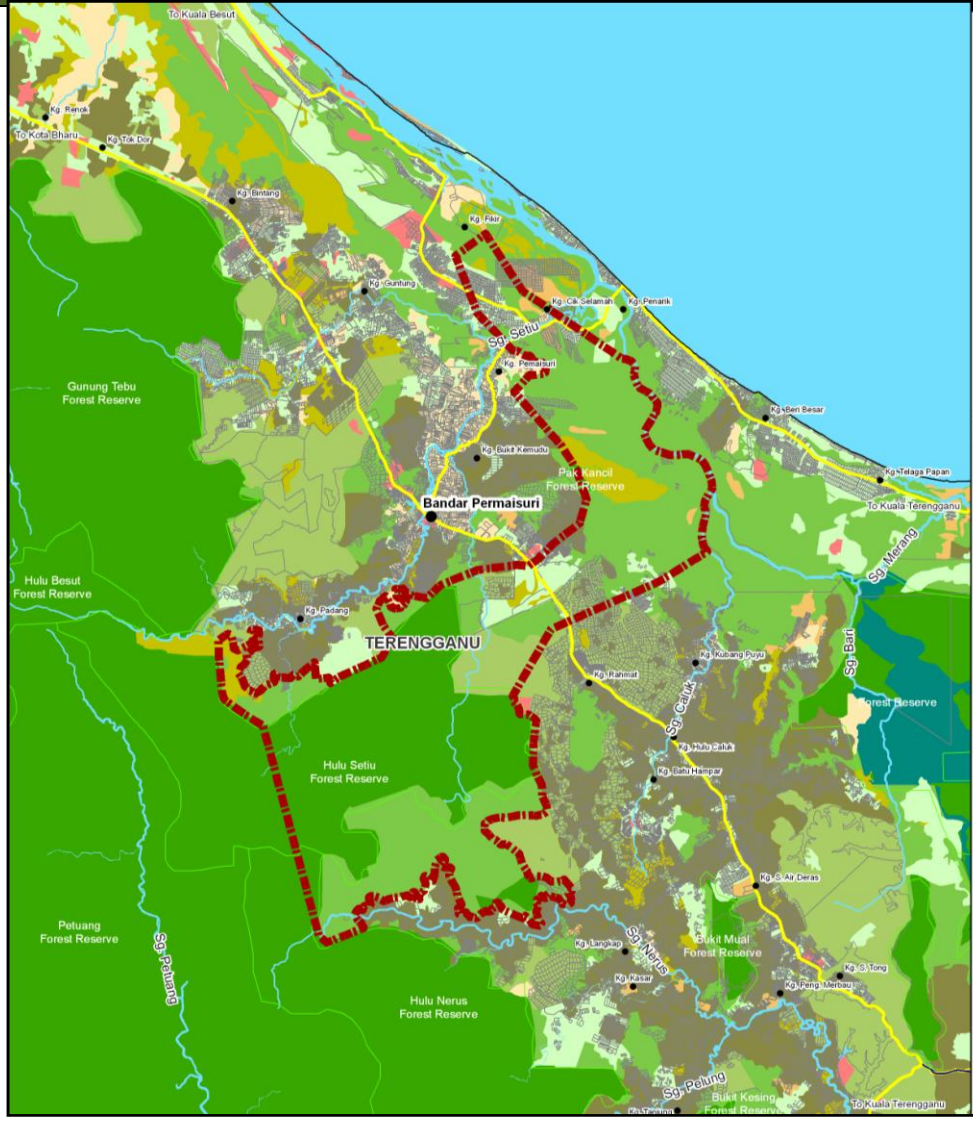 To Kuala Besut
Kg. Renok
To Kota Bharu
Kg. Tok Dor
Kg. Bintang
Kg. Fikir
Kg. Guntung
Kg. Cik Selamah
Kg. Penarik
Sg. Setiu
Kg. Pemaisuri
Gunung Tebu
Forest Reserve
Kg. Beri Besar
Kg. Bukit Kemudu
Pak Kancil
Forest Reserve
Kg. Telaga Papan
Bandar Permaisuri
To Kuala Terengganu
Sg. Merang
Hulu Besut
Forest Reserve
Kg. Padang
TERENGGANU
Sg. Bari
Kg. Kubang Puyu
Kg. Rahmat
Sg. Caluk
Forest Reserve
Kg. Hulu Caluk
Hulu Setiu
Forest Reserve
Kg. Batu Hampar
Kg. S. Air Deras
Petuang
Forest Reserve
Sg. Petuang
Kg. Langkap
Sg. Nerus
Bukit Mual
Forest Reserve
Kg. S. Tong
Kg. Kasar
Kg. Peng. Merbau
Hulu Nerus
Forest Reserve
Sg. Pelung
Bukit Kesing
Forest Reserve
To Kuala Terengganu